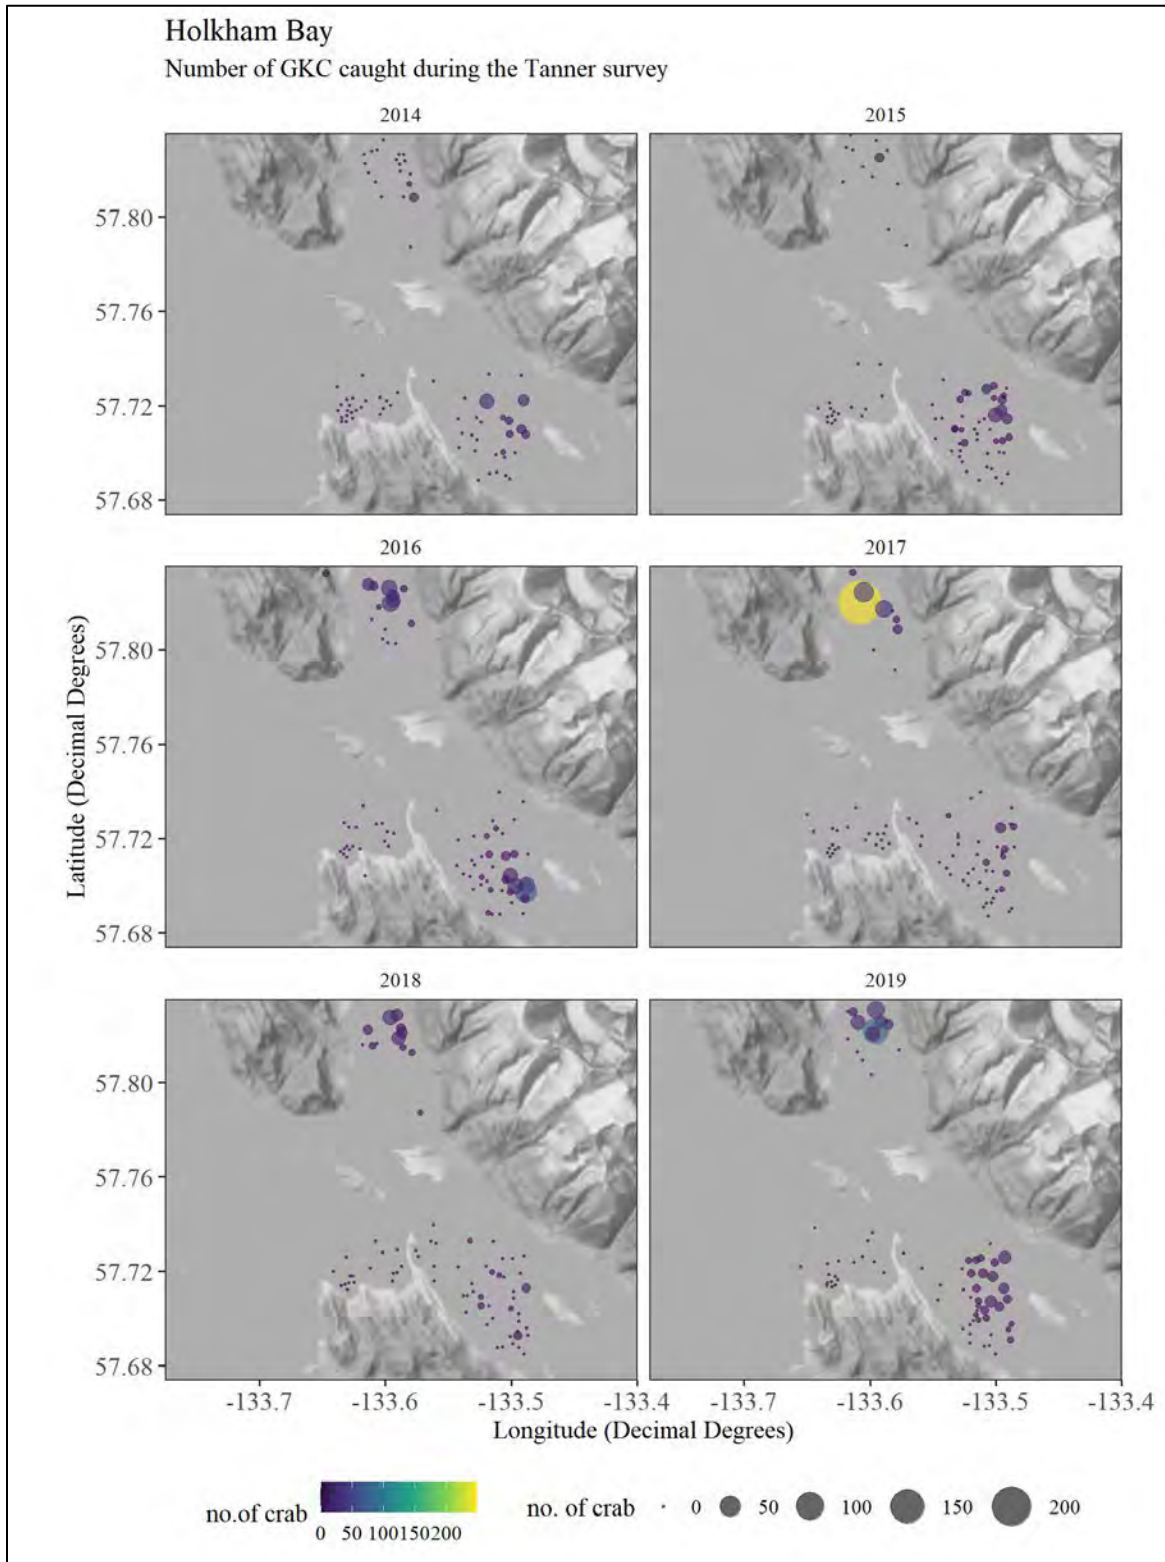 Holkham Bay
Number of GKC caught during the Tanner survey
2014
2015
57.80
57.76
57.72
57.68
2016
2017
57.80
57.76
57.72
57.68
Latitude (Decimal Degrees)
2018
2019
57.80
57.76
57.72
57.68
-133.7 -133.6 -133.5 -133.4 -133.7 -133.6 -133.5 -133.4
Longitude (Decimal Degrees)
no.of crab
0 50 100150200
no. of crab 0 50 100 150 200